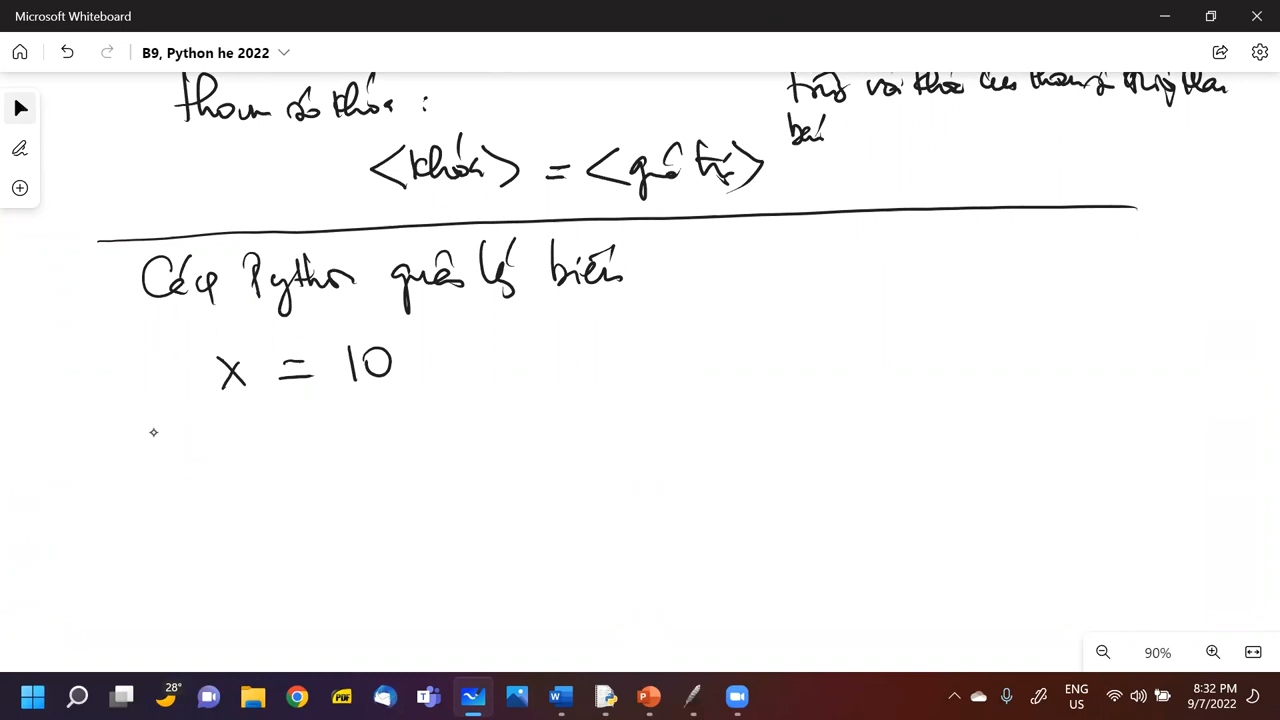 Microsoft Whiteboard
B9, Python he 2022
tham số khóa :
<khóa> = <giá trị>
Cách Python quản lý biến
x = 10
90%
28°
ENG
US
8:32 PM
9/7/2022